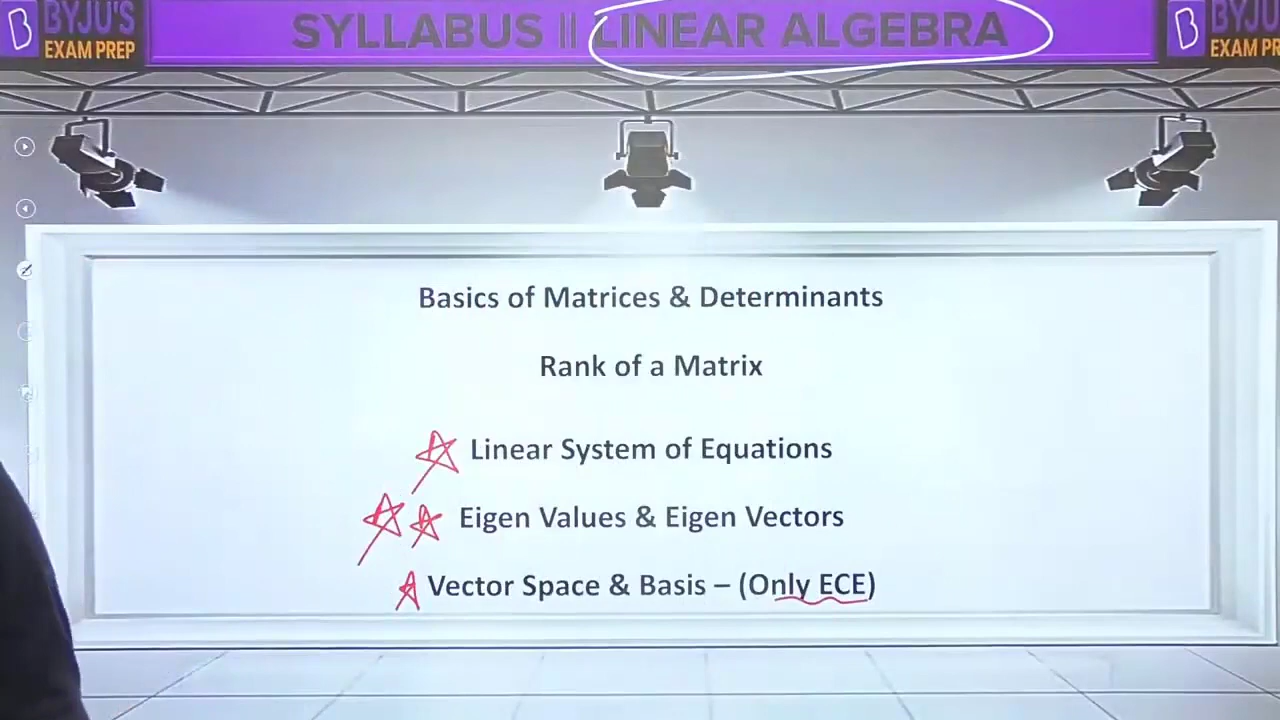 BYJU'S
EXAM PREP
SYLLABUS || LINEAR ALGEBRA
BYJU
EXAM PR
Basics of Matrices & Determinants
Rank of a Matrix
Linear System of Equations
Eigen Values & Eigen Vectors
Vector Space & Basis – (Only ECE)